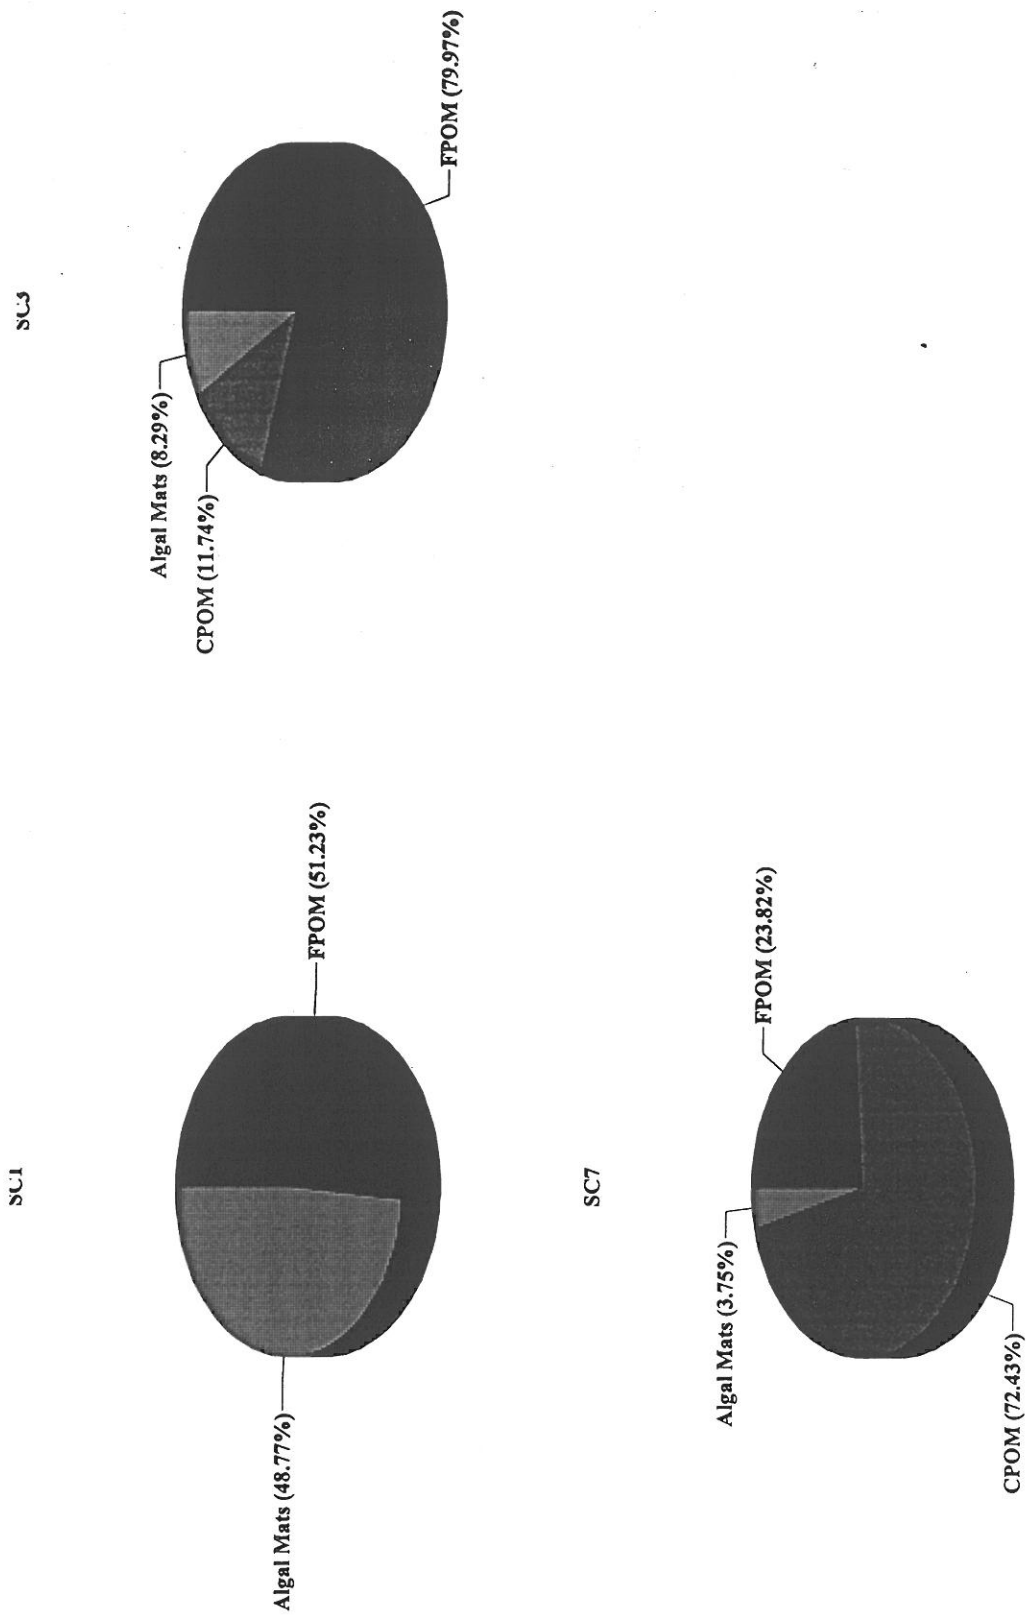 SC1
Algal Mats (48.77%)
FPOM (51.23%)
SC3
Algal Mats (8.29%)
CPOM (11.74%)
FPOM (79.97%)
SC7
Algal Mats (3.75%)
FPOM (23.82%)
CPOM (72.43%)